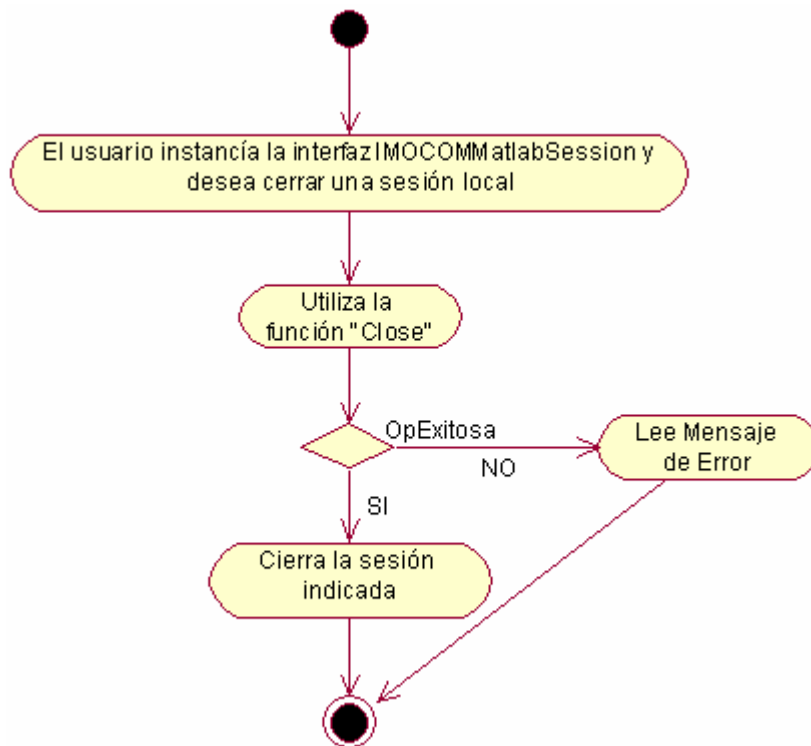 El usuario instancía la interfaz IMOCOMMatlabSession y
desea cerrar una sesión local
Utiliza la
función "Close"
OpExitosa
NO
Lee Mensaje
de Error
SI
Cierra la sesión
indicada